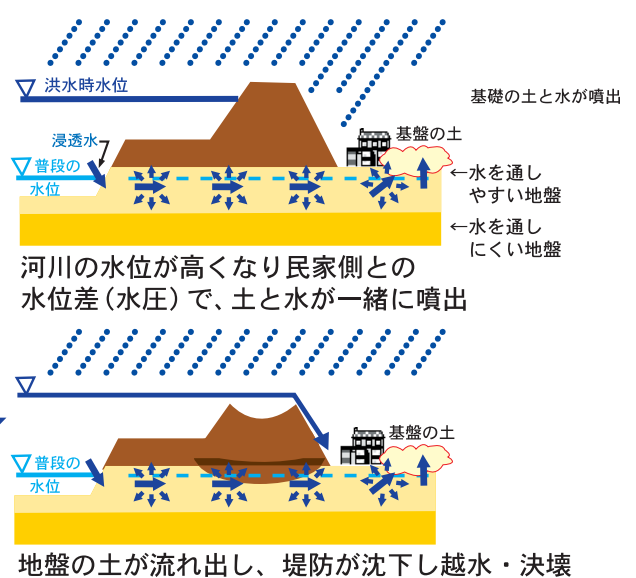 洪水時水位
基礎の土と水が噴出
浸透水
基盤の土
普段の
水位
←水を通し
やすい地盤
←水を通し
にくい地盤
河川の水位が高くなり民家側との
水位差(水圧)で、土と水が一緒に噴出
基盤の土
普段の
水位
地盤の土が流れ出し、堤防が沈下し越水・決壊